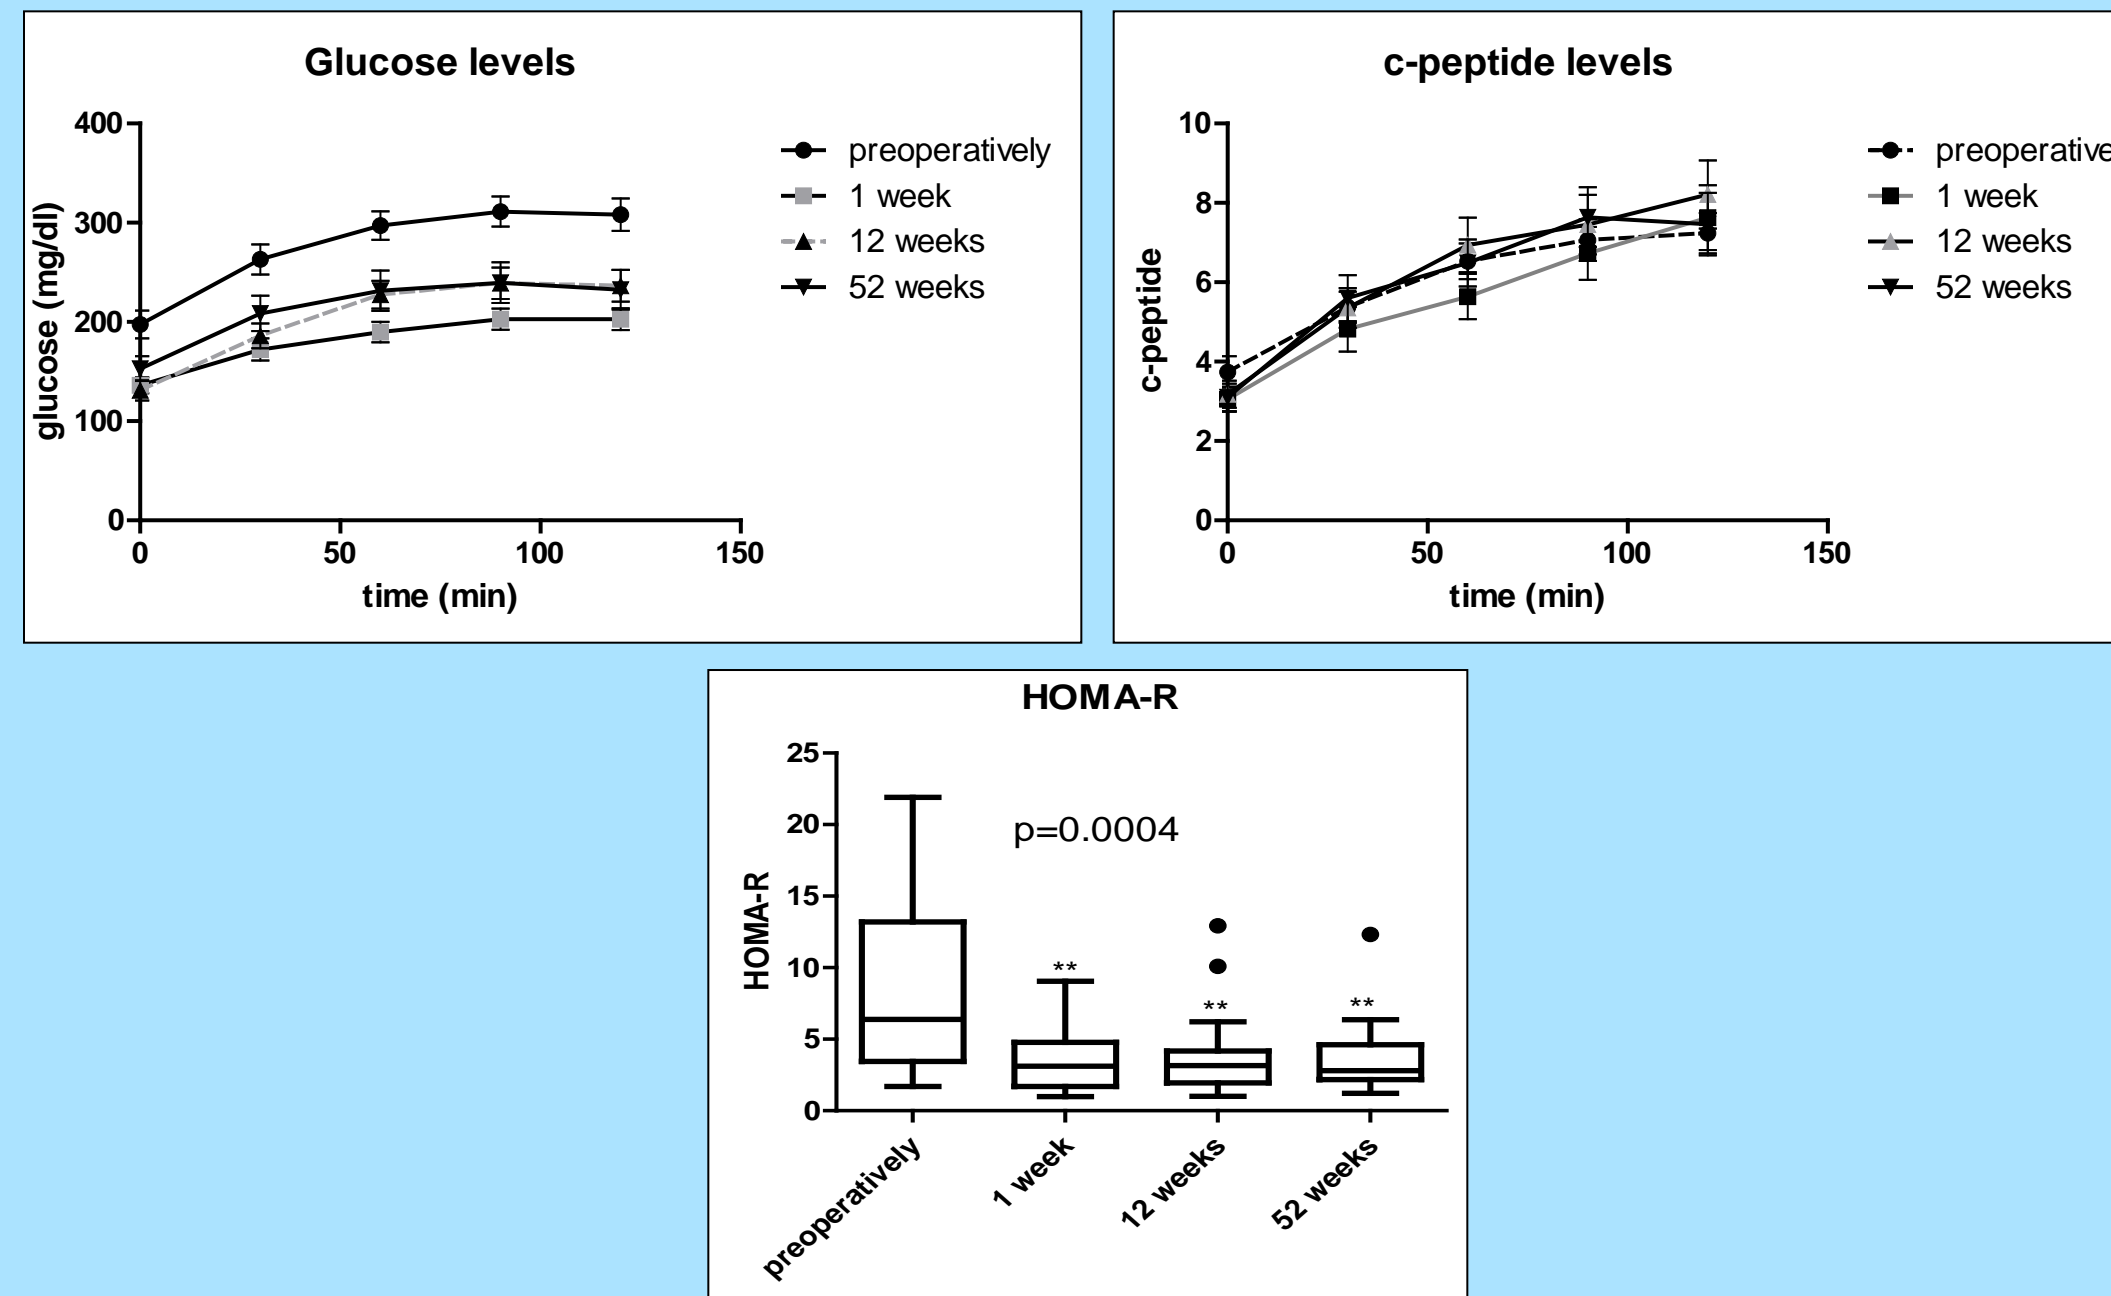 Glucose levels
400
300
200
100
0
glucose (mg/dl)
0 50 100 150
time (min)
preoperatively
1 week
12 weeks
52 weeks
c-peptide levels
10
8
6
4
2
0
c-peptide
0 50 100 150
time (min)
preoperative
1 week
12 weeks
52 weeks
HOMA-R
25
20
15
10
5
0
HOMA-R
p=0.0004
**
**
**
preoperatively
1 week
12 weeks
52 weeks